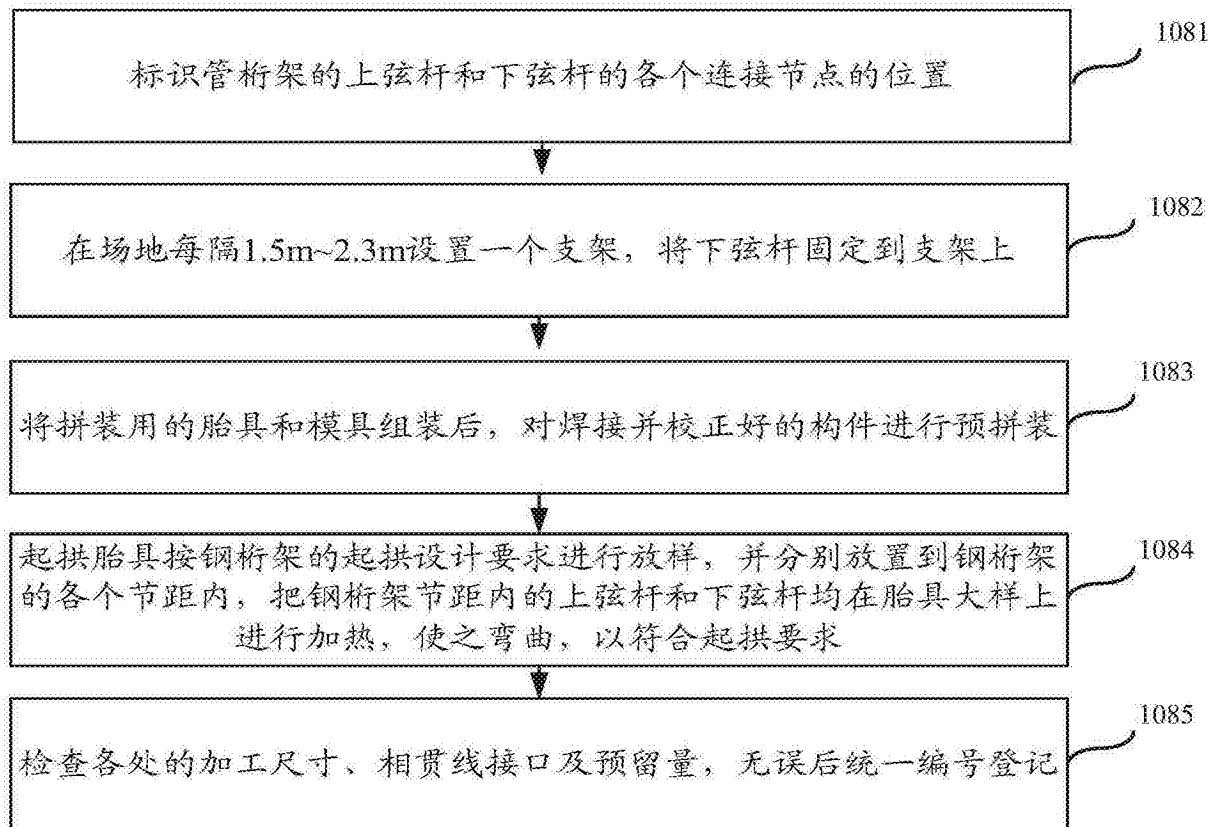 1081
标识管桁架的上弦杆和下弦杆的各个连接节点的位置
1082
在场地每隔1.5m~2.3m设置一个支架，将下弦杆固定到支架上
1083
将拼装用的胎具和模具组装后，对焊接并校正好的构件进行预拼装
1084
起拱胎具按钢桁架的起拱设计要求进行放样，并分别放置到钢桁架
的各个节距内，把钢桁架节距内的上弦杆和下弦杆均在胎具大样上
进行加热，使之弯曲，以符合起拱要求
1085
检查各处的加工尺寸、相贯线接口及预留量，无误后统一编号登记